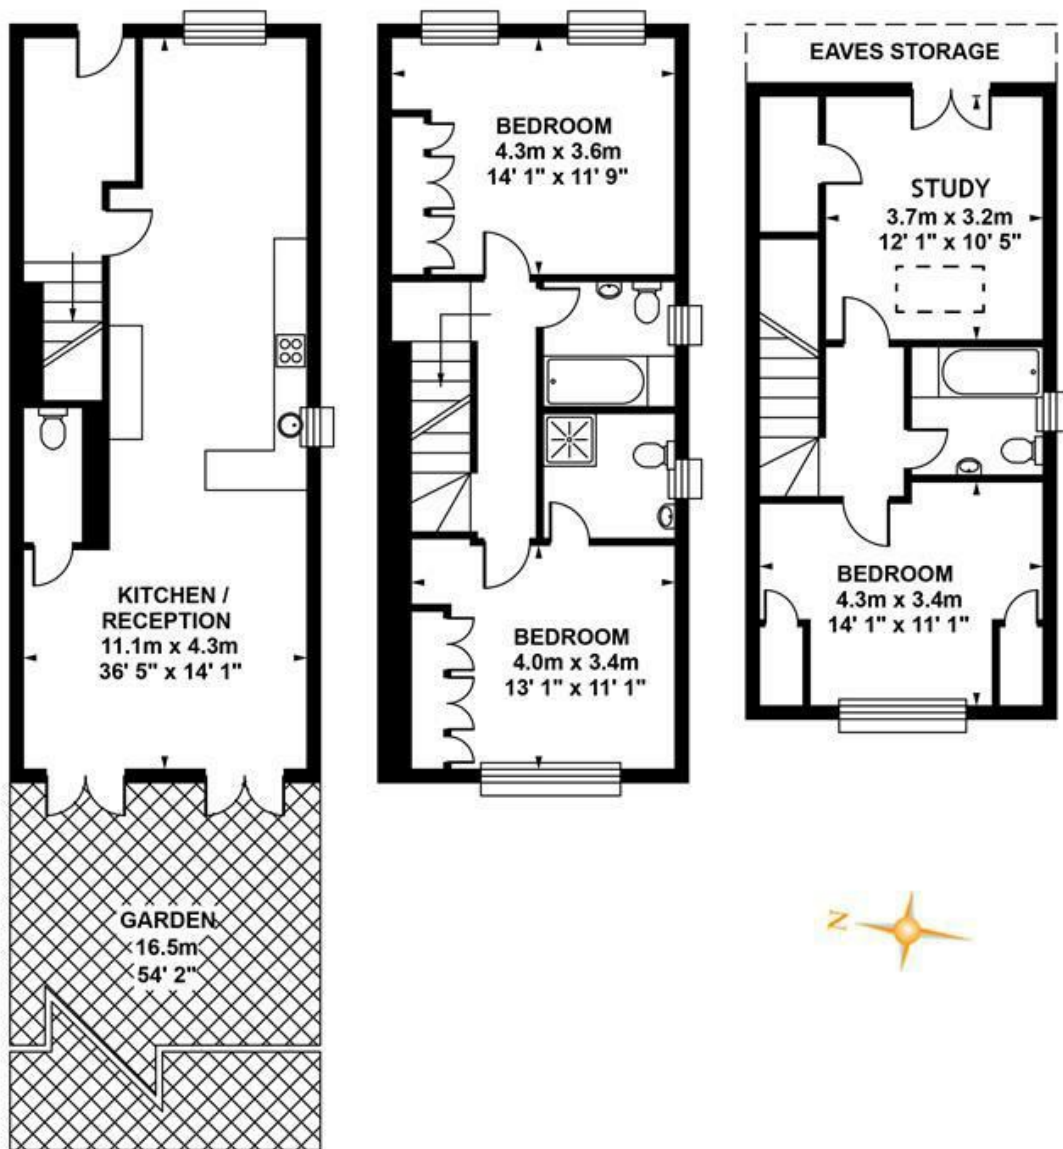 KITCHEN /
RECEPTION
11.1m x 4.3m
36' 5" x 14' 1"
GARDEN
16.5m
54' 2"
BEDROOM
4.3m x 3.6m
14' 1" x 11' 9"
BEDROOM
4.0m x 3.4m
13' 1" x 11' 1"
EAVES STORAGE
STUDY
3.7m x 3.2m
12' 1" x 10' 5"
BEDROOM
4.3m x 3.4m
14' 1" x 11' 1"
N